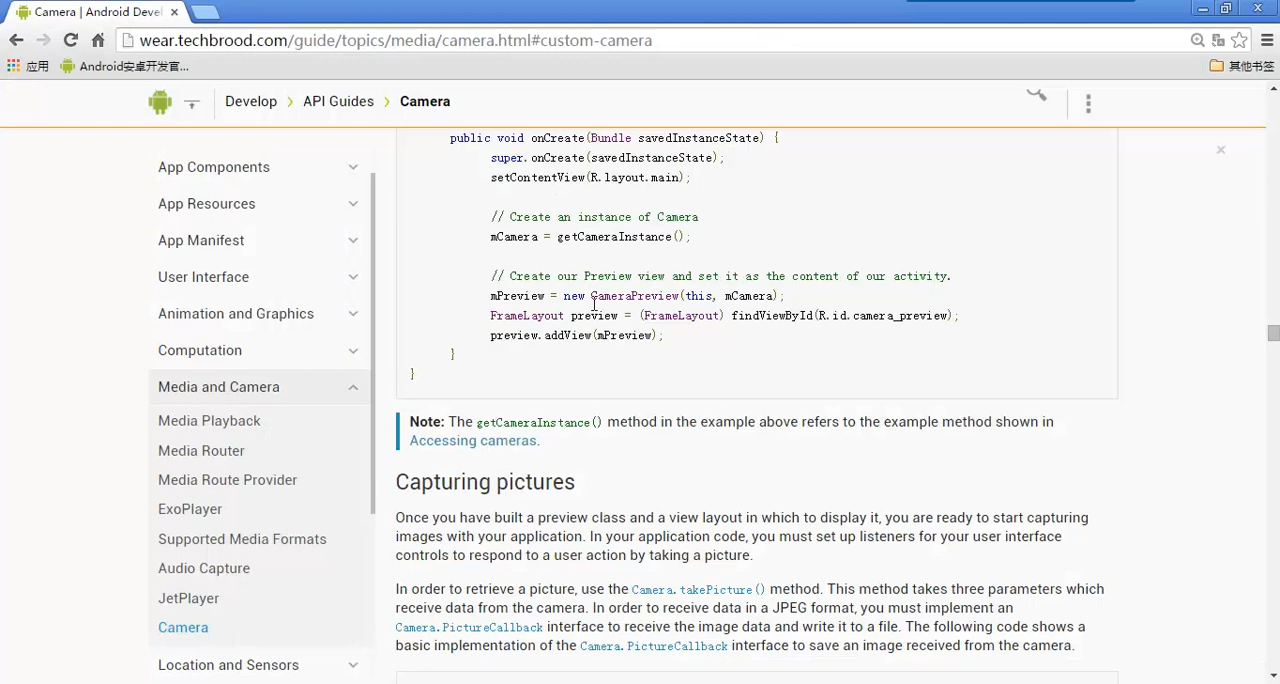 Camera | Android Devel
wear.techbrood.com/guide/topics/media/camera.html#custom-camera
应用 Android安卓开发官... 其他书签
Develop API Guides Camera
public void onCreate(Bundle savedInstanceState) {
super.onCreate(savedInstanceState);
setContentView(R.layout.main);
// Create an instance of Camera
mCamera = getCameraInstance();
// Create our Preview view and set it as the content of our activity.
mPreview = new CameraPreview(this, mCamera);
FrameLayout preview = (FrameLayout) findViewById(R.id.camera_preview);
preview.addView(mPreview);
}
}
Note: The getCameraInstance() method in the example above refers to the example method shown in
Accessing cameras.
Capturing pictures
Once you have built a preview class and a view layout in which to display it, you are ready to start capturing
images with your application. In your application code, you must set up listeners for your user interface
controls to respond to a user action by taking a picture.
In order to retrieve a picture, use the Camera.takePicture() method. This method takes three parameters which
receive data from the camera. In order to receive data in a JPEG format, you must implement an
Camera.PictureCallback interface to receive the image data and write it to a file. The following code shows a
basic implementation of the Camera.PictureCallback interface to save an image received from the camera.
App Components
App Resources
App Manifest
User Interface
Animation and Graphics
Computation
Media and Camera
Media Playback
Media Router
Media Route Provider
ExoPlayer
Supported Media Formats
Audio Capture
JetPlayer
Camera
Location and Sensors